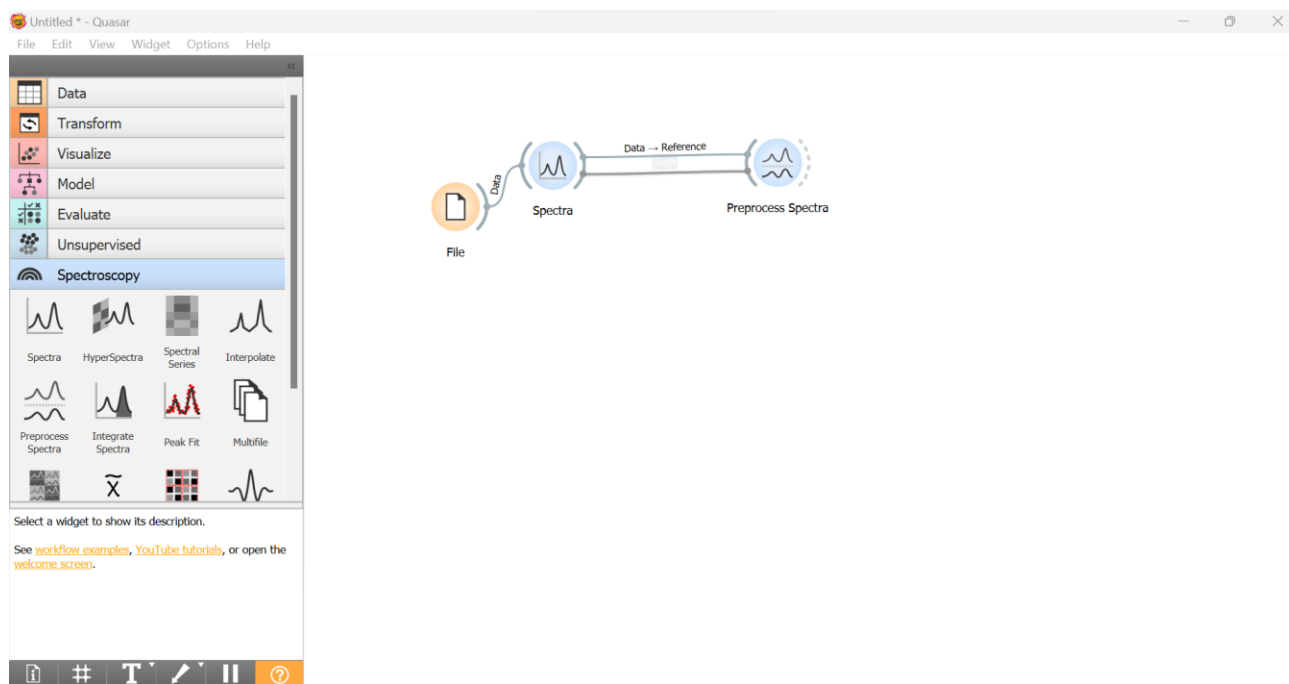 Untitled * - Quasar
File Edit View Widget Options Help
Data
Transform
Visualize
Model
Evaluate
Unsupervised
Spectroscopy
Spectra HyperSpectra Spectral Series Interpolate
Preprocess Spectra Integrate Spectra Peak Fit Multifile
Select a widget to show its description.
See workflow examples, YouTube tutorials, or open the
welcome screen.
Data → Reference
Data
Spectra
Preprocess Spectra
File